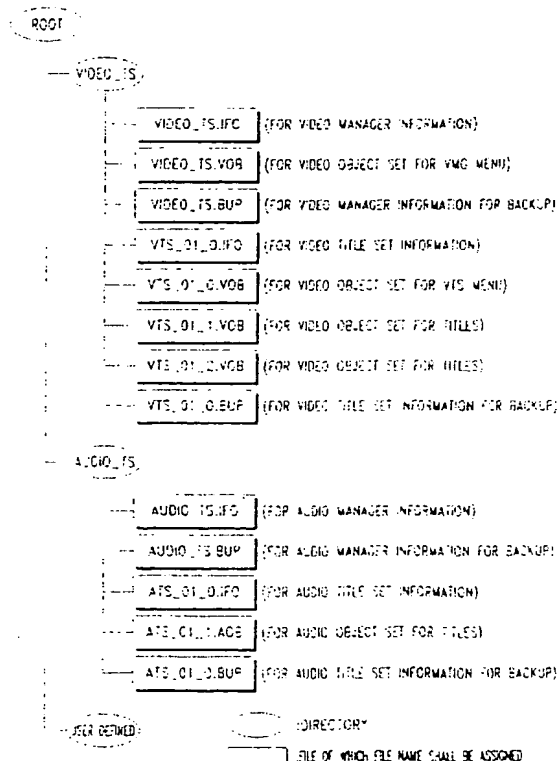 ROOT
VIDEO_TS
VIDEO_TS.IFO (FOR VIDEO MANAGER INFORMATION)
VIDEO_TS.VOB (FOR VIDEO OBJECT SET FOR VMG MENU)
VIDEO_TS.BUP (FOR VIDEO MANAGER INFORMATION FOR BACKUP)
VTS_01_0.IFO (FOR VIDEO TITLE SET INFORMATION)
VTS_01_0.VOB (FOR VIDEO OBJECT SET FOR VTS MENU)
VTS_01_1.VOB (FOR VIDEO OBJECT SET FOR TITLES)
VTS_01_2.VOB (FOR VIDEO OBJECT SET FOR TITLES)
VTS_01_0.BUP (FOR VIDEO TITLE SET INFORMATION FOR BACKUP)
AUDIO_TS
AUDIO_TS.IFO (FOR AUDIO MANAGER INFORMATION)
AUDIO_TS.BUP (FOR AUDIO MANAGER INFORMATION FOR BACKUP)
ATS_01_0.IFO (FOR AUDIO TITLE SET INFORMATION)
ATS_01_1.AOB (FOR AUDIO OBJECT SET FOR TITLES)
ATS_01_0.BUP (FOR AUDIO TITLE SET INFORMATION FOR BACKUP)
USER DEFINED
:DIRECTORY
:FILE OF WHICH FILE NAME SHALL BE ASSIGNED